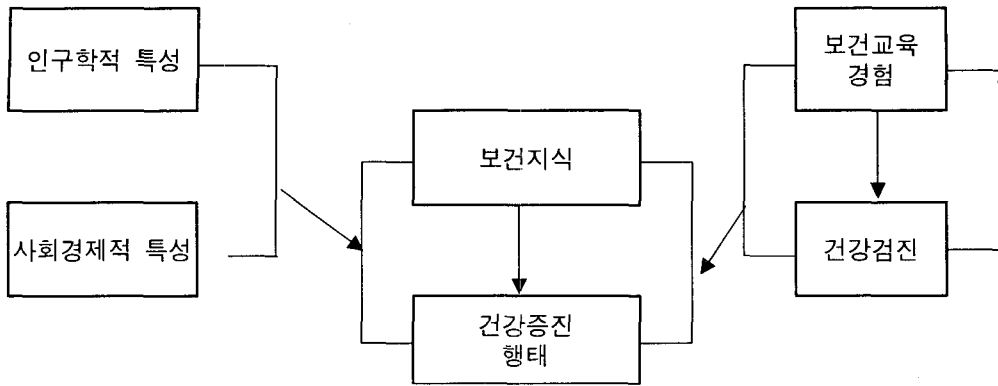 인구학적 특성
사회경제적 특성
보건지식
건강증진
행태
보건교육
경험
건강검진